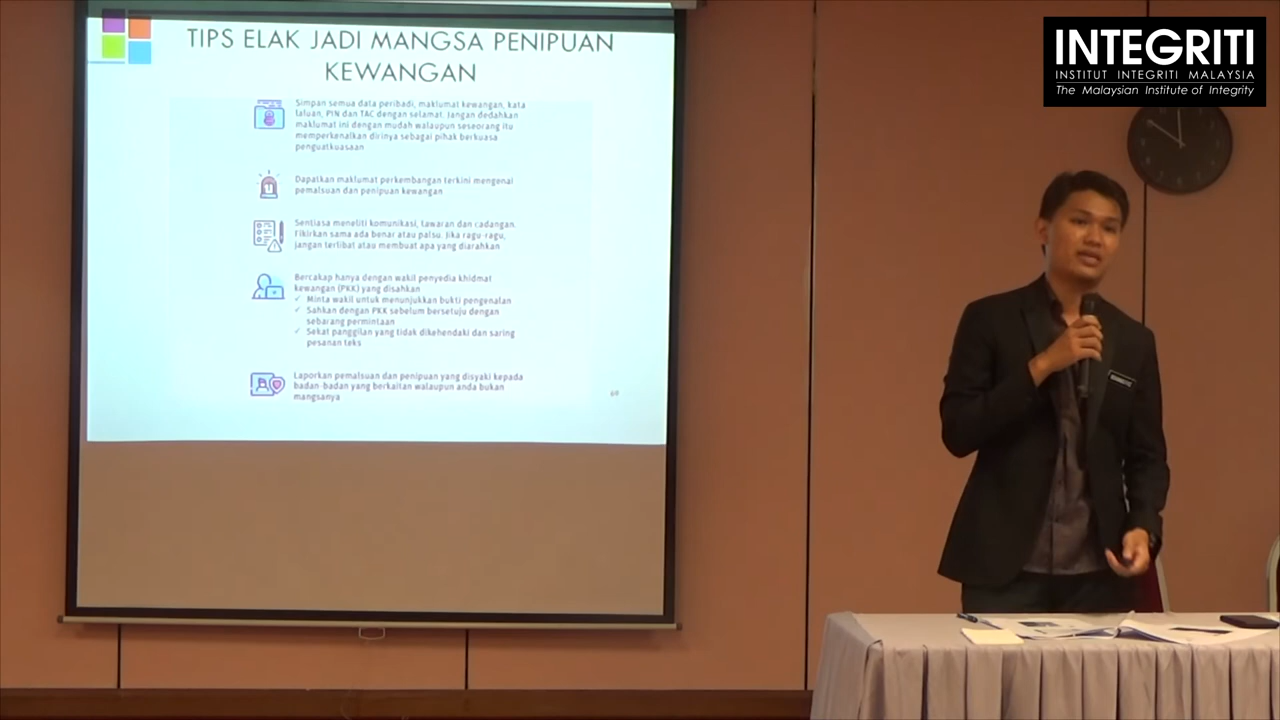 TIPS ELAK JADI MANGSA PENIPUAN
KEWANGAN
Simpan semua data peribadi, maklumat kewangan, kata
laluan, PIN dan TAC dengan selamat. Jangan dedahkan
maklumat ini dengan mudah walaupun seseorang itu
memperkenalkan dirinya sebagai pihak berkuasa
penguatkuasaan
Dapatkan maklumat perkembangan terkini mengenai
pemalsuan dan penipuan kewangan
Sentiasa meneliti komunikasi, tawaran dan cadangan.
Fikirkan sama ada benar atau palsu. Jika ragu-ragu,
jangan terlibat atau membuat apa yang diarahkan
Bercakap hanya dengan wakil penyedia khidmat
kewangan (PKK) yang disahkan
✓ Minta wakil untuk menunjukkan bukti pengenalan
✓ Sahkan dengan PKK sebelum bersetuju dengan
sebarang permintaan
✓ Sekat panggilan yang tidak dikehendaki dan saring
pesanan teks
Laporkan pemalsuan dan penipuan yang disyaki kepada
badan-badan yang berkaitan walaupun anda bukan
mangsanya
INTEGRITI
INSTITUT INTEGRITI MALAYSIA
The Malaysian Institute of Integrity